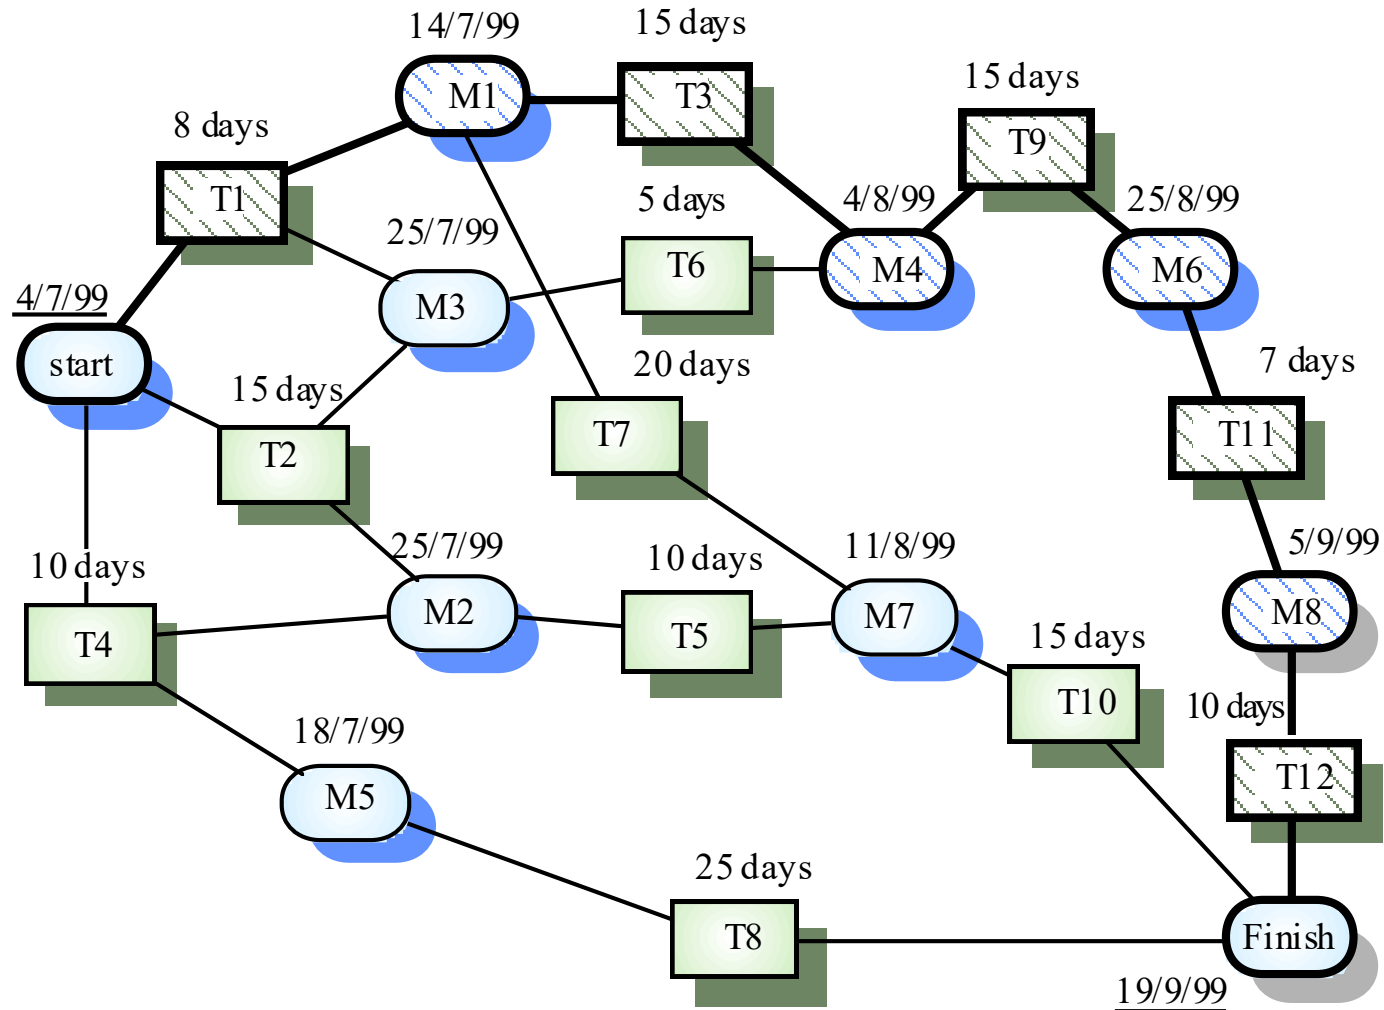 14/7/99
15 days
M1
T3
15 days
8 days
T9
T1
5 days
4/8/99
25/8/99
25/7/99
T6
M4
M6
4/7/99
M3
start
20 days
7 days
15 days
T7
T11
T2
25/7/99
11/8/99
5/9/99
10 days
10 days
M2
M7
M8
T4
T5
15 days
T10
10 days
18/7/99
M5
T12
25 days
T8
Finish
19/9/99